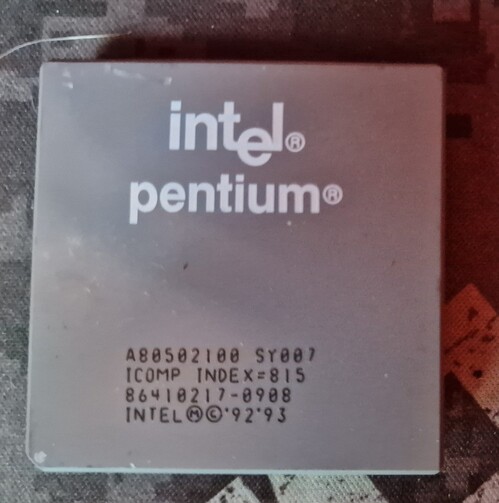 intel®
pentium®
A80502100 SY007
ICOMP INDEX=815
86410217-0908
INTEL Ⓜ © '92 '93